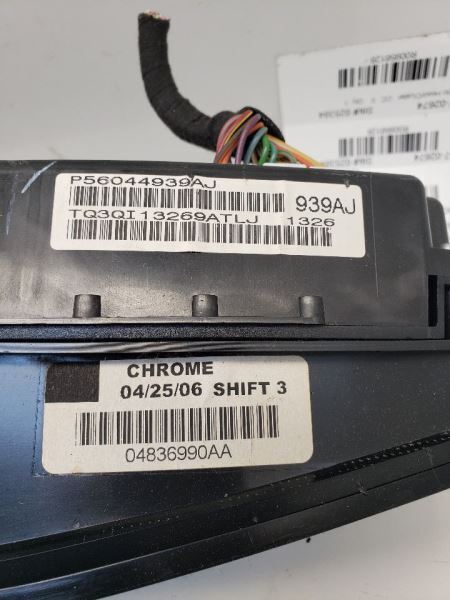 P56044939AJ
939AJ
TQ3QI13269ATLJ 1326
CHROME
04/25/06 SHIFT 3
04836990AA